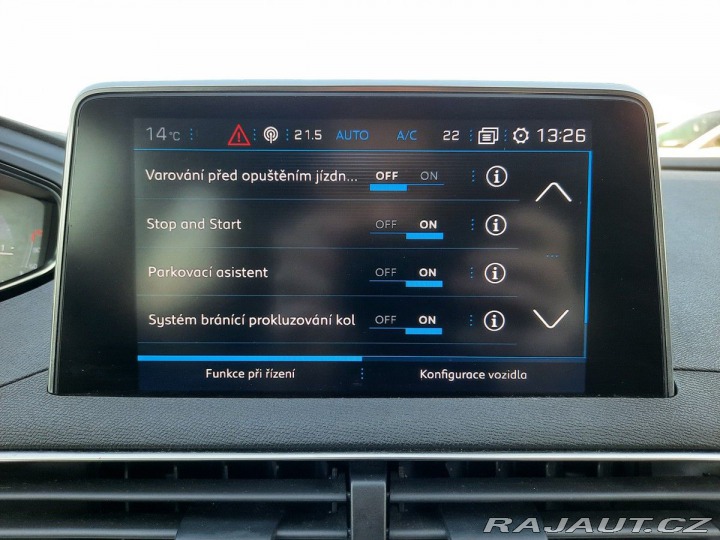 14°C 21.5 AUTO A/C 22 13:26
Varování před opuštěním jízdn... OFF ON
Stop and Start OFF ON
Parkovací asistent OFF ON
Systém bránící prokluzování kol OFF ON
Funkce při řízení Konfigurace vozidla
RAJAUT.CZ